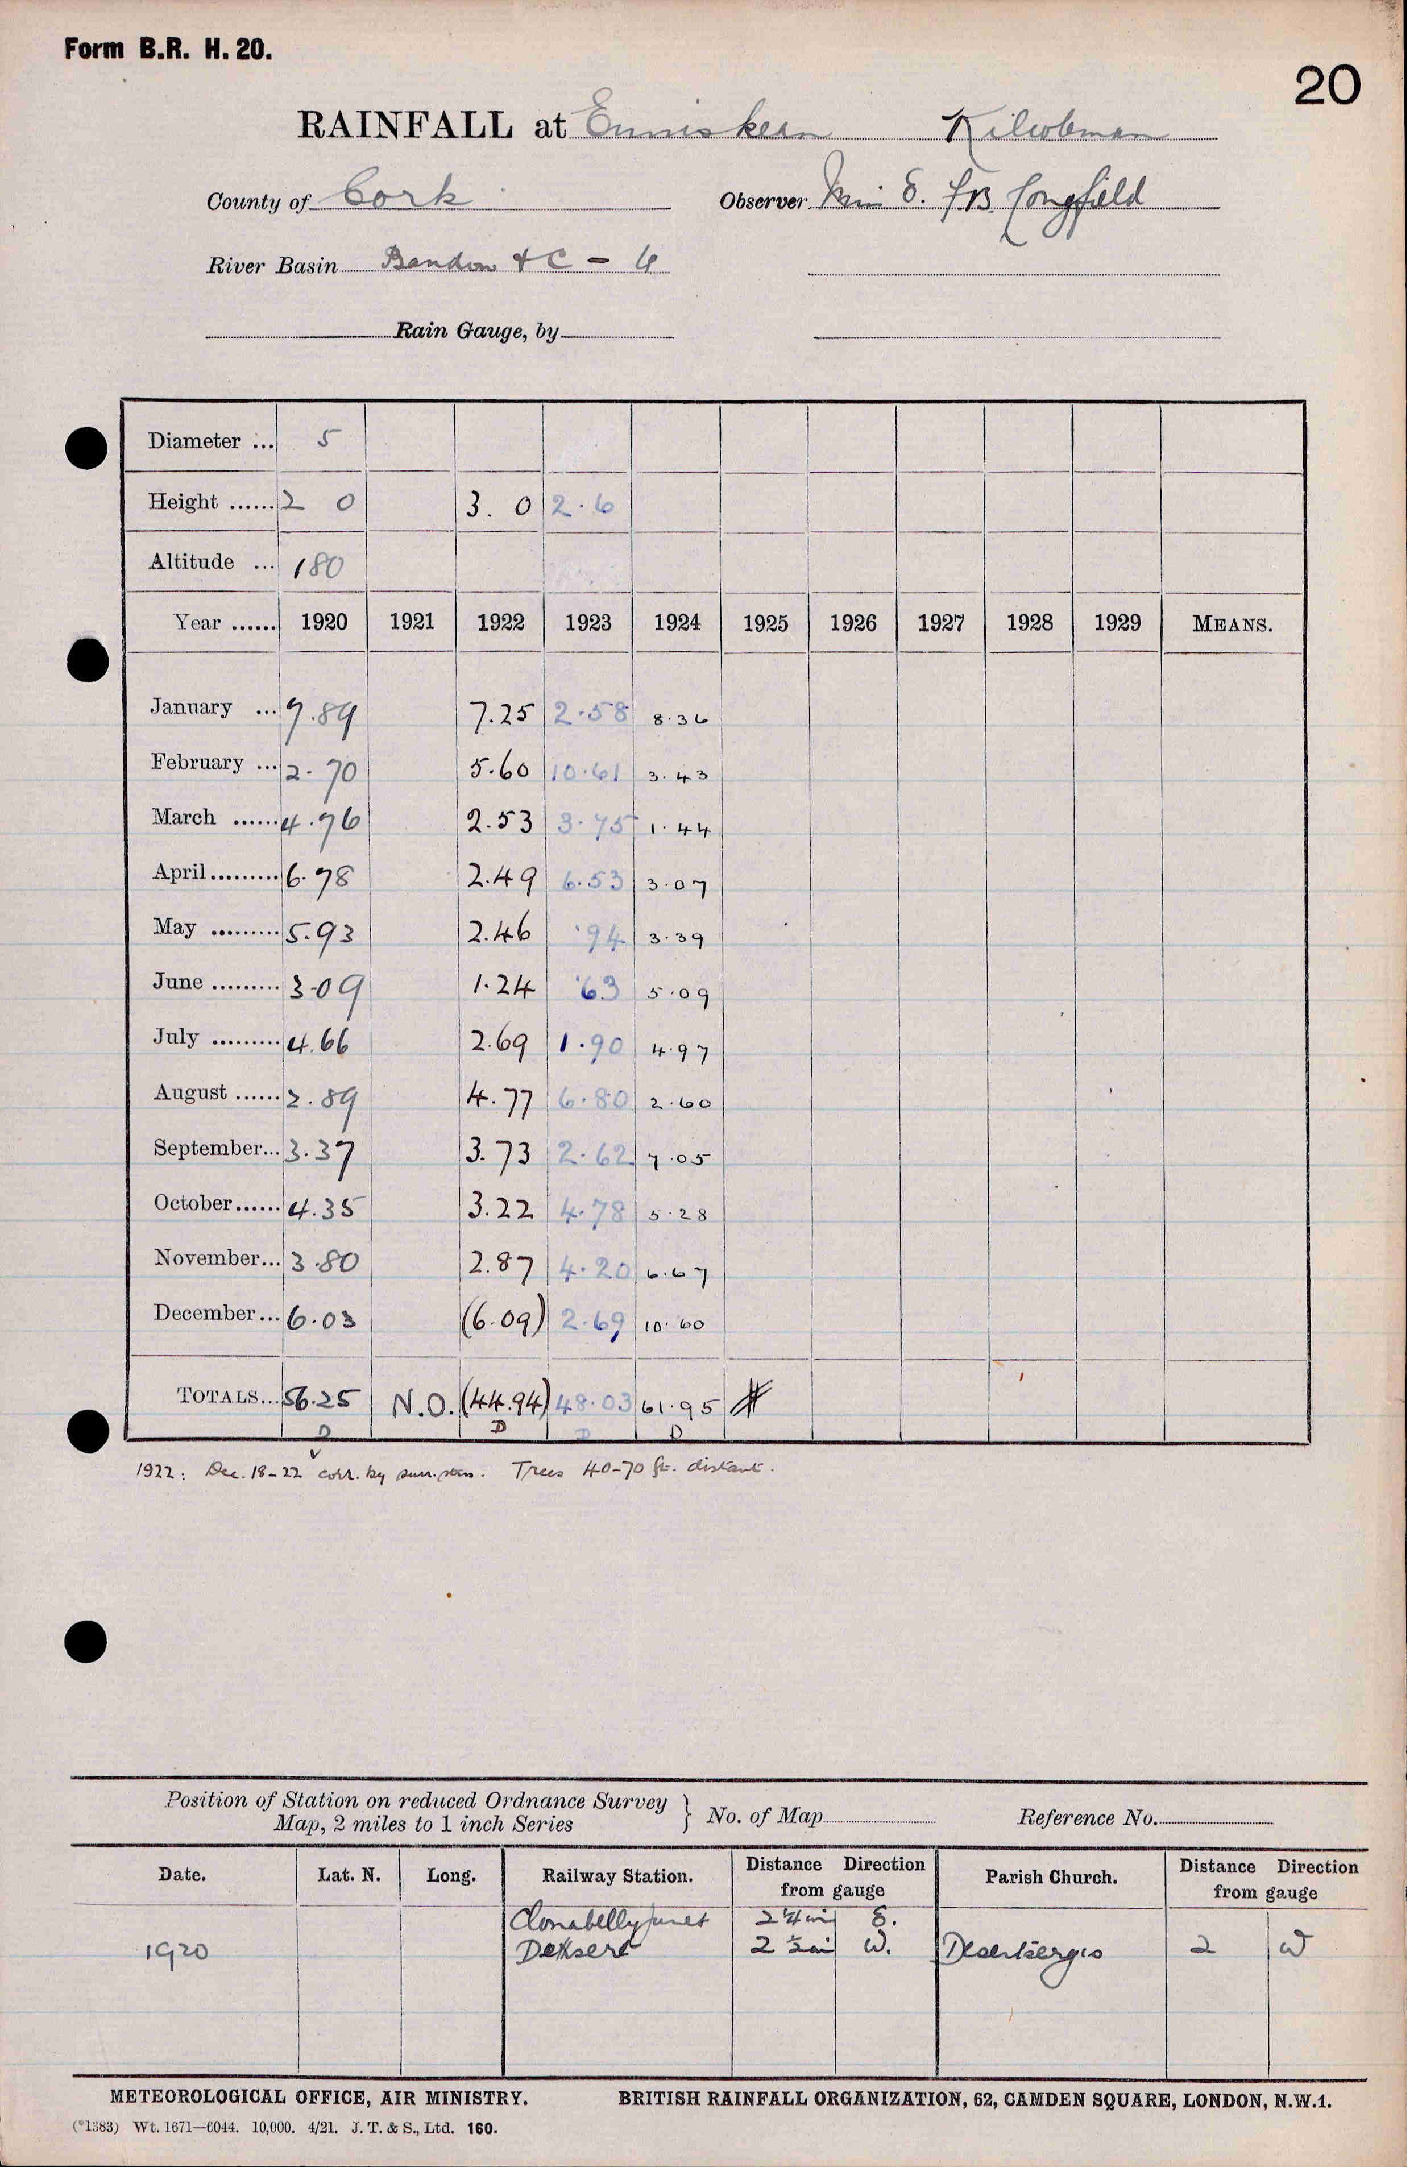 Form B.R. H. 20.
20
RAINFALL at Enniskean Kilcoleman
County of Cork Observer Miss E. FB Longfield
River Basin Bandon & C - 6
Rain Gauge, by
Diameter ... 5
Height ...... 2 0 3. 0 2.6
Altitude ... 180
Year ...... 1920 1921 1922 1923 1924 1925 1926 1927 1928 1929 MEANS.
January ... 7.89 7.25 2.58 8.36
February ... 2.70 5.60 10.61 3.43
March ...... 4.76 2.53 3.75 1.44
April ......... 6.78 2.49 6.53 3.07
May ......... 5.93 2.46 .94 3.39
June ......... 3.09 1.24 .63 5.09
July ......... 4.66 2.69 1.90 4.97
August ...... 2.89 4.77 6.80 2.60
September... 3.37 3.73 2.62 7.05
October...... 4.35 3.22 4.78 5.28
November... 3.80 2.87 4.20 6.67
December... 6.03 (6.09) 2.69 10.60
TOTALS... 56.25 N.O. (44.94) 48.03 61.95
D D D D
1922: Dec. 18-22 corr. by surr. stns. Trees 40-70 ft. distant.
Position of Station on reduced Ordnance Survey } No. of Map Reference No.
Map, 2 miles to 1 inch Series
Date. Lat. N. Long. Railway Station. Distance Direction from gauge Parish Church. Distance Direction from gauge
2 1/4 mi S.
1920 2 1/2 mi W. Desertserges 2 W
METEOROLOGICAL OFFICE, AIR MINISTRY. BRITISH RAINFALL ORGANIZATION, 62, CAMDEN SQUARE, LONDON, N.W.1.
(*1383) Wt. 1671—6044. 10,000. 4/21. J. T. & S., Ltd. 160.